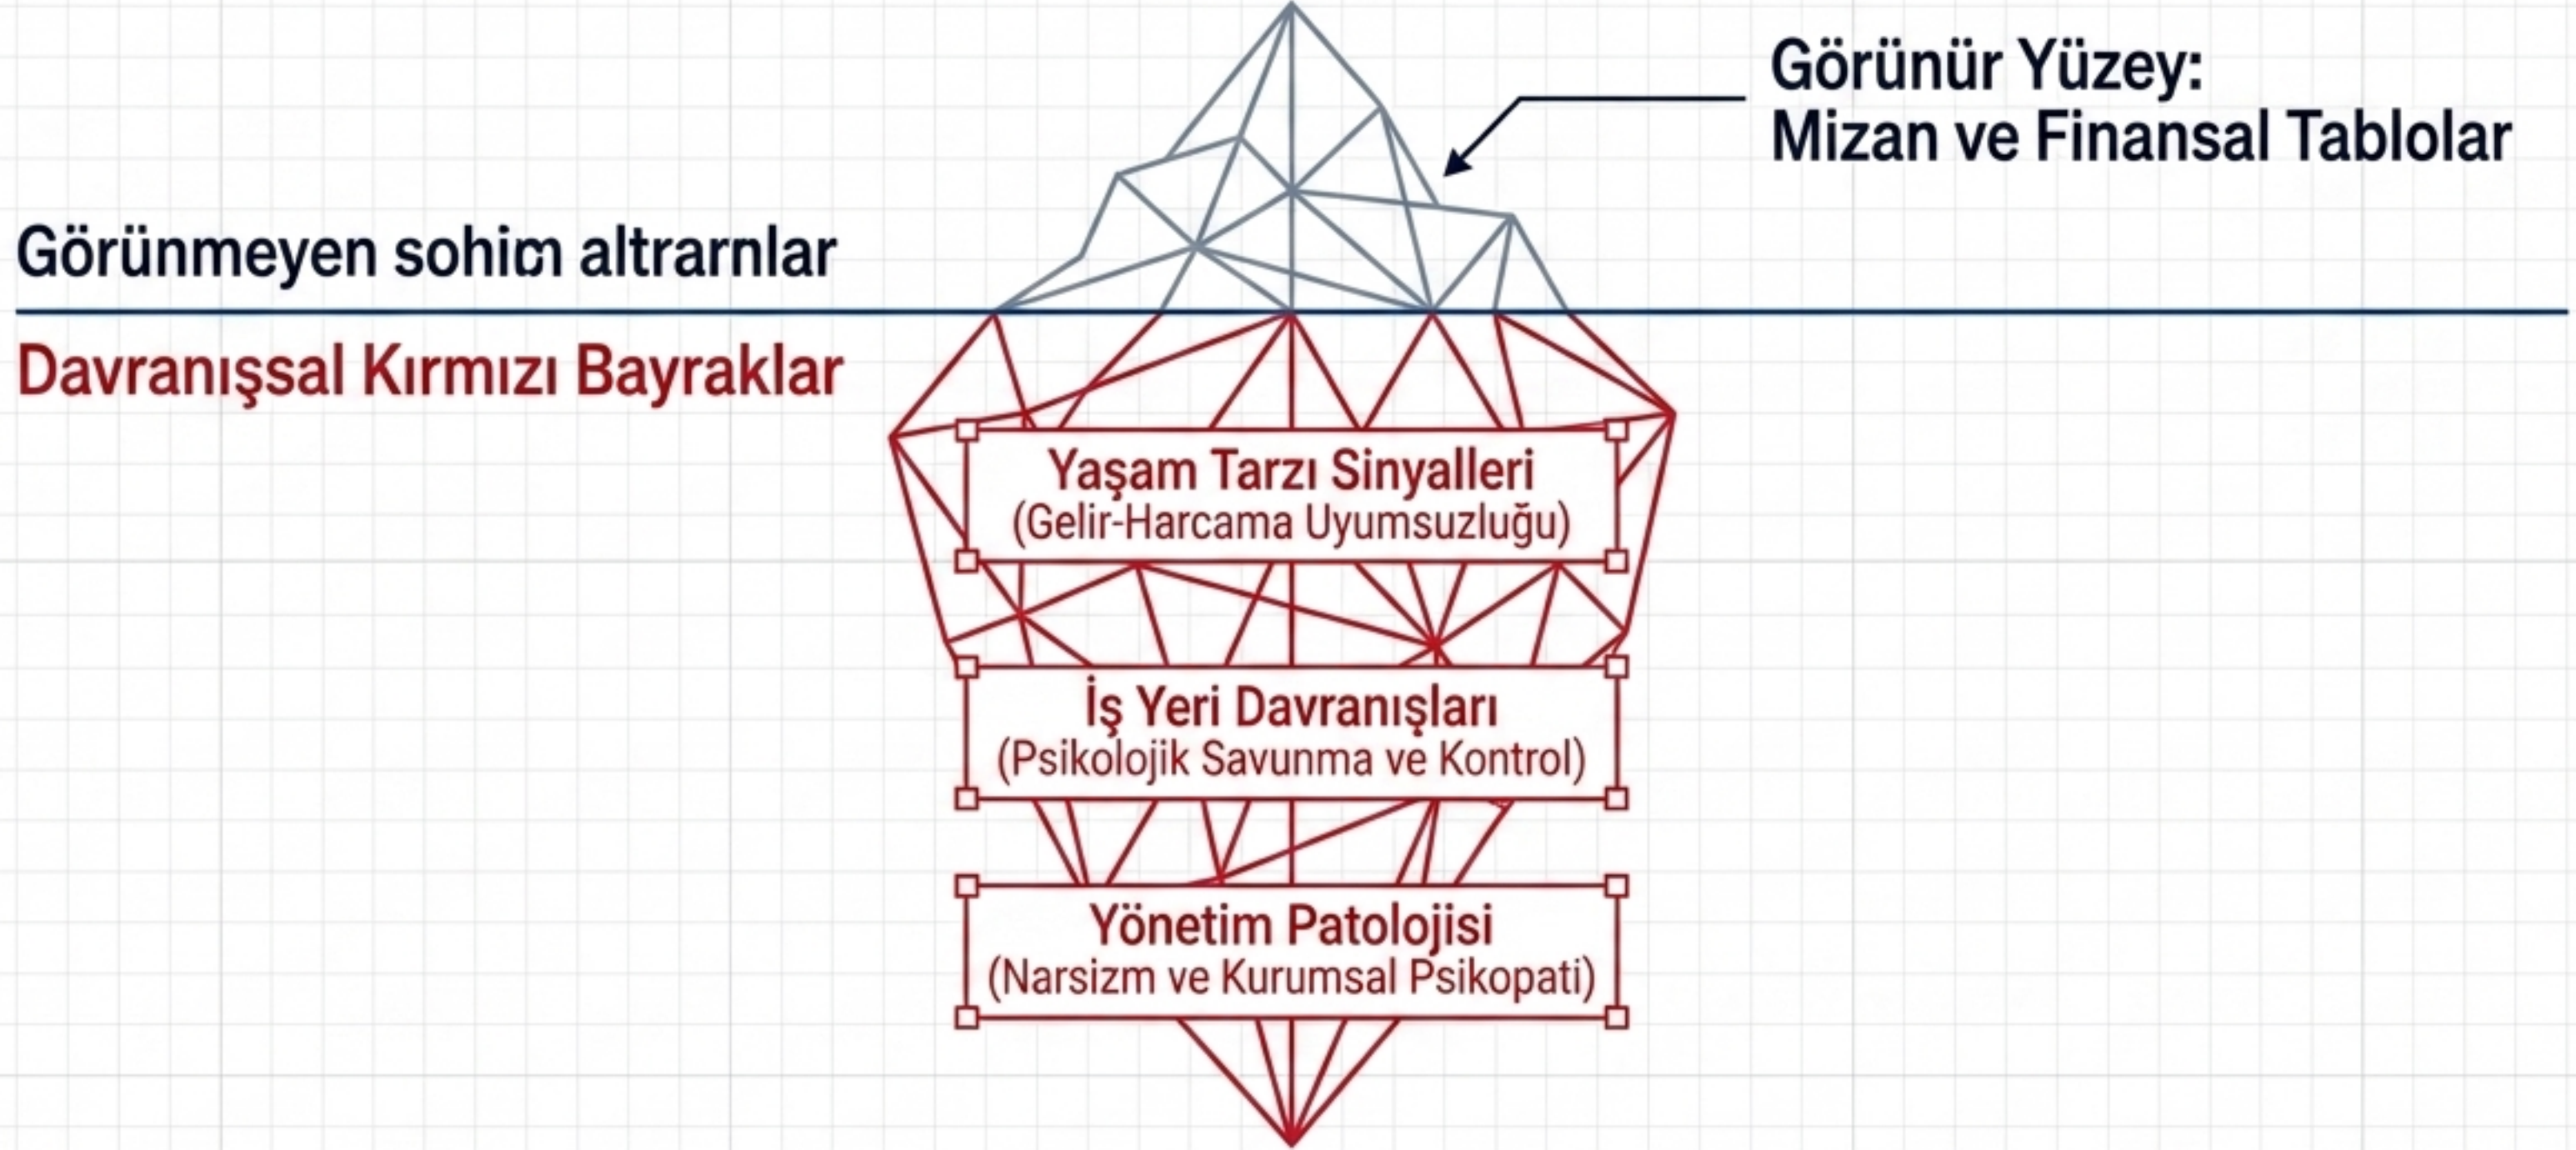 Görünür Yüzey:
Mizan ve Finansal Tablolar
Görünmeyen sohim altrarnlar
Davranışsal Kırmızı Bayraklar
Yaşam Tarzı Sinyalleri
(Gelir-Harcama Uyumsuzluğu)
İş Yeri Davranışları
(Psikolojik Savunma ve Kontrol)
Yönetim Patolojisi
(Narsizm ve Kurumsal Psikopati)